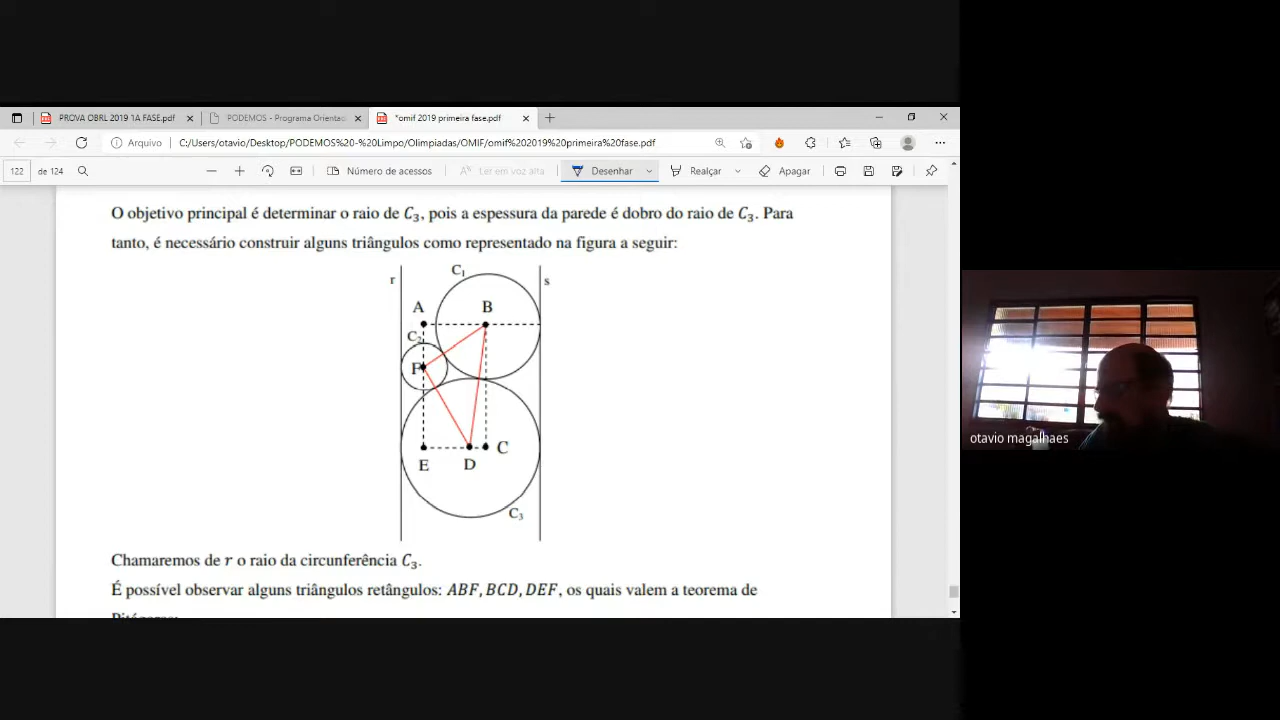 PROVA OBRL 2019 1A FASE.pdf
PODEMOS - Programa Orientac
*omif 2019 primeira fase.pdf
Arquivo
C:/Users/otavio/Desktop/PODEMOS%20-%20Limpo/Olimpiadas/OMIF/omif%202019%20primeira%20fase.pdf
122 de 124
Número de acessos
Ler em voz alta
Desenhar
Realçar
Apagar
O objetivo principal é determinar o raio de C₃, pois a espessura da parede é dobro do raio de C₃. Para
tanto, é necessário construir alguns triângulos como representado na figura a seguir:
C₁
r
s
A
B
C₂
F
C
E
D
C₃
Chamaremos de r o raio da circunferência C₃.
É possível observar alguns triângulos retângulos: ABF, BCD, DEF, os quais valem a teorema de
otavio magalhaes